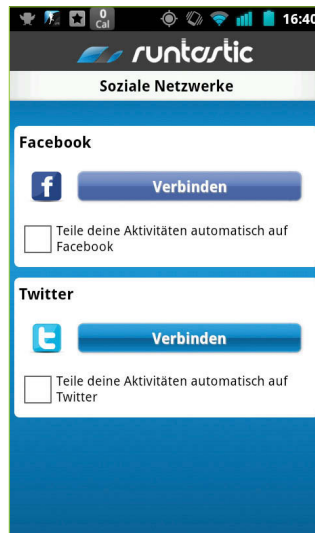 0
Cal
16:40
runtastic
Soziale Netzwerke
Facebook
f
Verbinden
Teile deine Aktivitäten automatisch auf
Facebook
Twitter
t
Verbinden
Teile deine Aktivitäten automatisch auf
Twitter